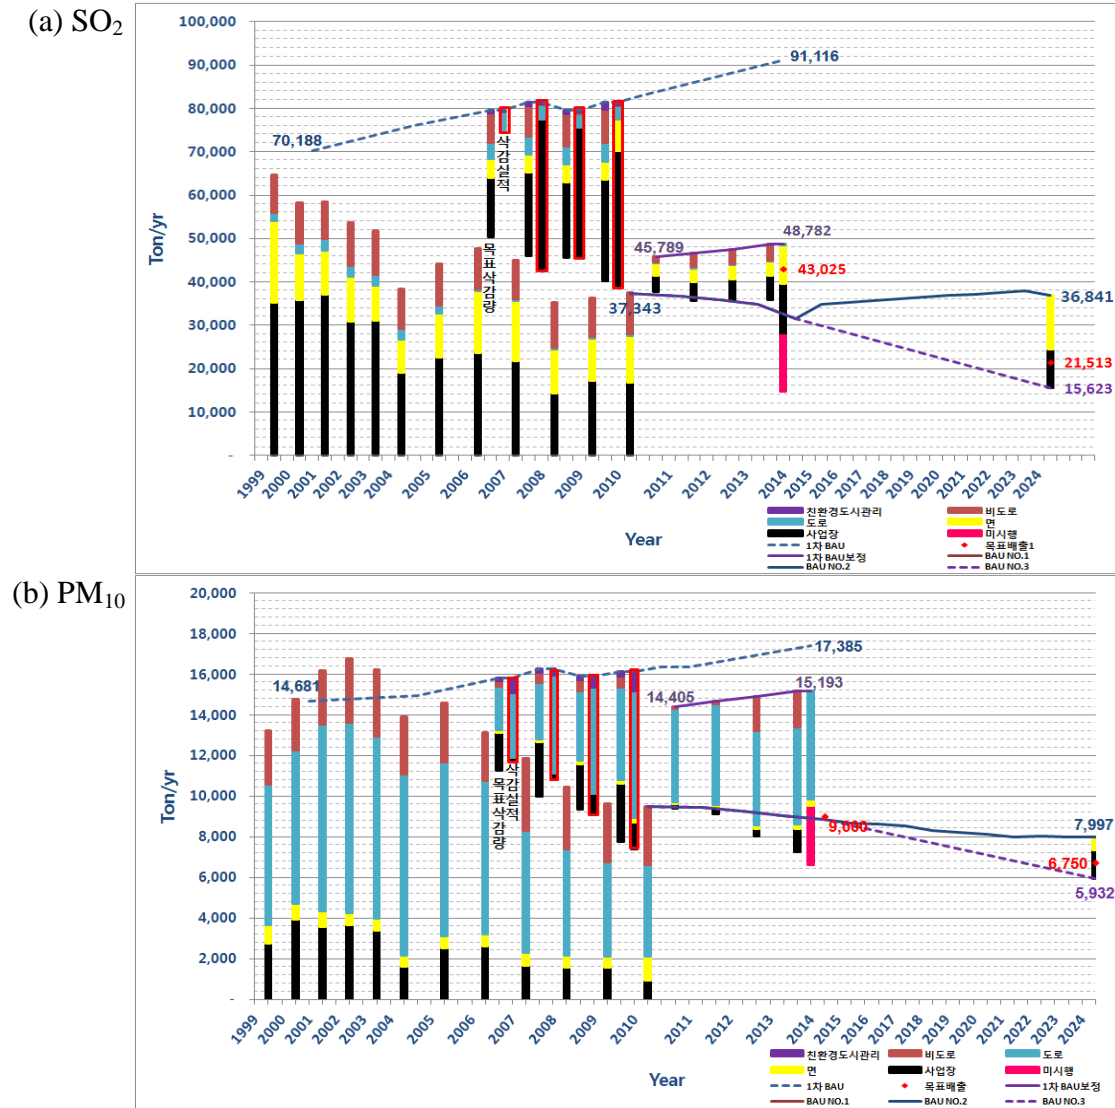 (a) SO2
100,000
90,000
80,000
70,000
60,000
50,000
40,000
30,000
20,000
10,000
-
Ton/yr
70,188
91,116
삭감실적
목표삭감량
45,789
48,782
43,025
37,343
36,841
21,513
15,623
1999
2000
2001
2002
2003
2004
2005
2006
2007
2008
2009
2010
2011
2012
2013
2014
2015
2016
2017
2018
2019
2020
2021
2022
2023
2024
Year
친환경도시관리
비도로
도로
면
사업장
미시행
1차 BAU
목표배출1
1차 BAU보정
BAU NO.1
BAU NO.2
BAU NO.3
(b) PM10
20,000
18,000
16,000
14,000
12,000
10,000
8,000
6,000
4,000
2,000
-
Ton/yr
14,681
17,385
삭감실적
목표삭감량
14,405
15,193
9,000
7,997
6,750
5,932
1999
2000
2001
2002
2003
2004
2005
2006
2007
2008
2009
2010
2011
2012
2013
2014
2015
2016
2017
2018
2019
2020
2021
2022
2023
2024
Year
친환경도시관리
비도로
도로
면
사업장
미시행
1차 BAU
목표배출
1차 BAU보정
BAU NO.1
BAU NO.2
BAU NO.3